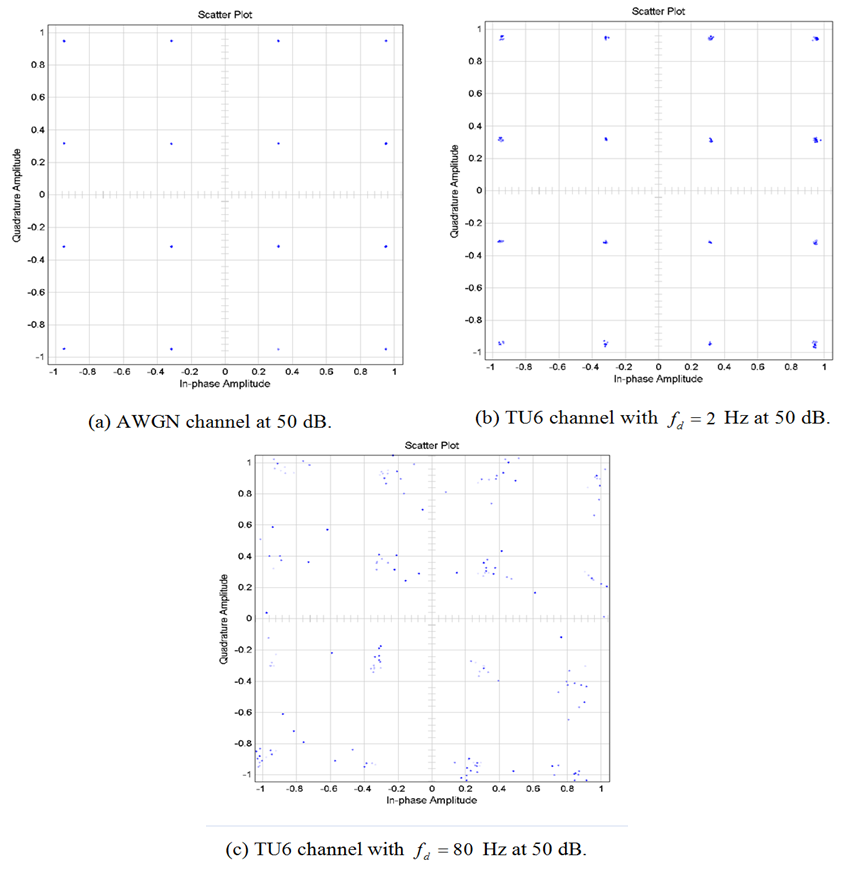 Scatter Plot
1
0.8
0.6
0.4
0.2
0
-0.2
-0.4
-0.6
-0.8
-1
Quadrature Amplitude
-1 -0.8 -0.6 -0.4 -0.2 0 0.2 0.4 0.6 0.8 1
In-phase Amplitude
(a) AWGN channel at 50 dB.
Scatter Plot
1
0.8
0.6
0.4
0.2
0
-0.2
-0.4
-0.6
-0.8
-1
Quadrature Amplitude
-1 -0.8 -0.6 -0.4 -0.2 0 0.2 0.4 0.6 0.8 1
In-phase Amplitude
(b) TU6 channel with f_d = 2 Hz at 50 dB.
Scatter Plot
1
0.8
0.6
0.4
0.2
0
-0.2
-0.4
-0.6
-0.8
-1
Quadrature Amplitude
-1 -0.8 -0.6 -0.4 -0.2 0 0.2 0.4 0.6 0.8 1
In-phase Amplitude
(c) TU6 channel with f_d = 80 Hz at 50 dB.